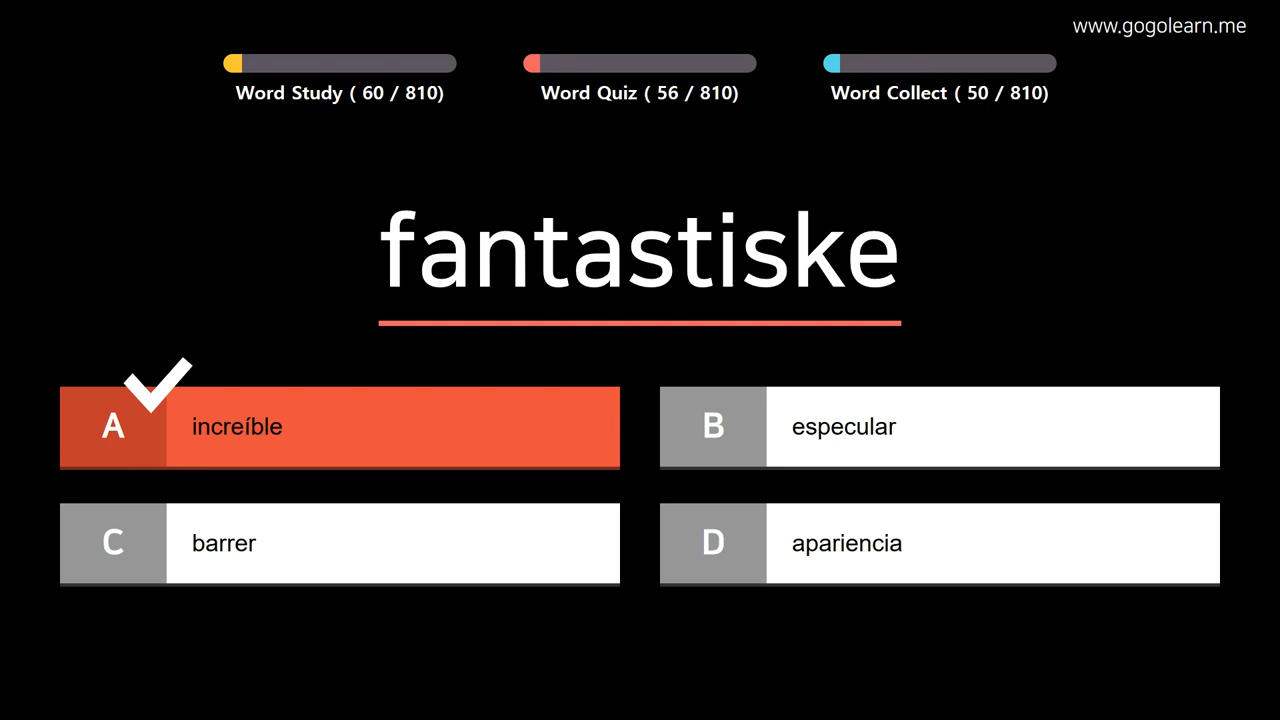 www.gogolearn.me
Word Study ( 60 / 810)
Word Quiz ( 56 / 810)
Word Collect ( 50 / 810)
fantastiske
A increíble
B especular
C barrer
D apariencia